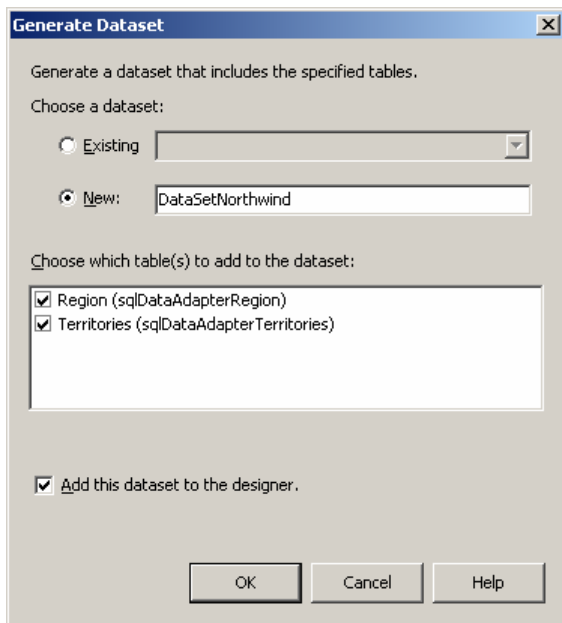 Generate Dataset
Generate a dataset that includes the specified tables.
Choose a dataset:
Existing
New:
DataSetNorthwind
Choose which table(s) to add to the dataset:
Region (sqlDataAdapterRegion)
Territories (sqlDataAdapterTerritories)
Add this dataset to the designer.
OK Cancel Help